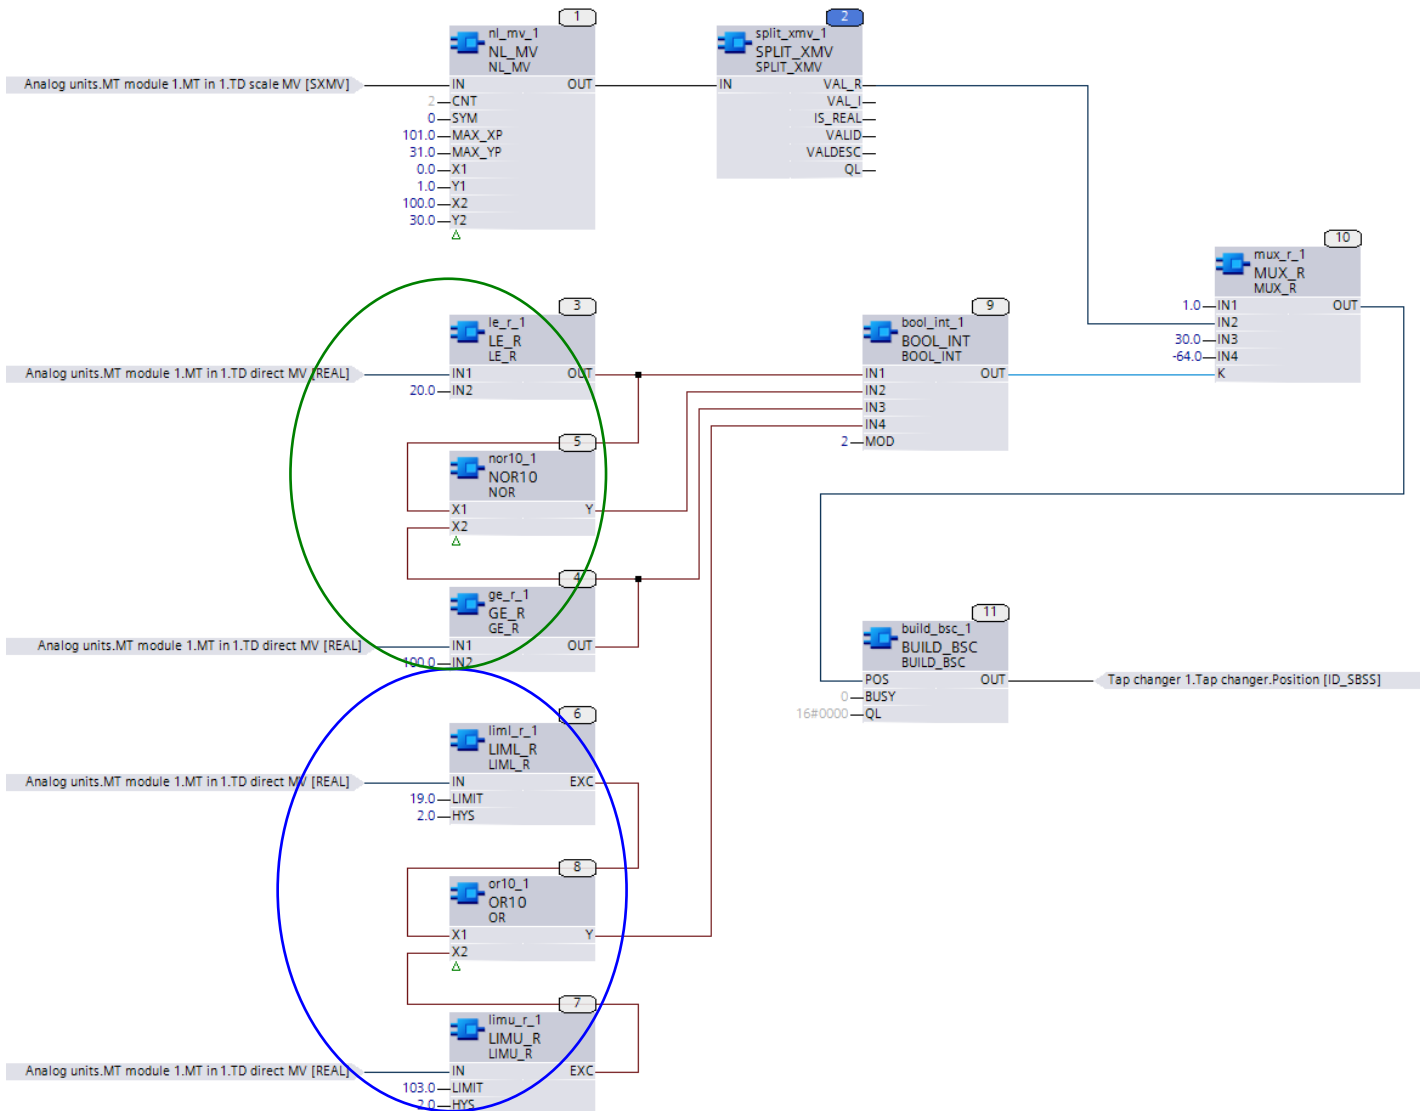 1
nl_mv_1
NL_MV
NL_MV
Analog units.MT module 1.MT in 1.TD scale MV [SXMV]
IN OUT
2 CNT
0 SYM
101.0 MAX_XP
31.0 MAX_YP
0.0 X1
1.0 Y1
100.0 X2
30.0 Y2
2
split_xmv_1
SPLIT_XMV
SPLIT_XMV
IN VAL_R
VAL_I
IS_REAL
VALID
VALDESC
QL
3
le_r_1
LE_R
LE_R
Analog units.MT module 1.MT in 1.TD direct MV [REAL]
IN1 OUT
20.0 IN2
5
nor10_1
NOR10
NOR
X1 Y
X2
4
ge_r_1
GE_R
GE_R
Analog units.MT module 1.MT in 1.TD direct MV [REAL]
IN1 OUT
100.0 IN2
6
liml_r_1
LIML_R
LIML_R
Analog units.MT module 1.MT in 1.TD direct MV [REAL]
IN EXC
19.0 LIMIT
2.0 HYS
8
or10_1
OR10
OR
X1 Y
X2
7
limu_r_1
LIMU_R
LIMU_R
Analog units.MT module 1.MT in 1.TD direct MV [REAL]
IN EXC
103.0 LIMIT
2.0 HYS
9
bool_int_1
BOOL_INT
BOOL_INT
IN1 OUT
IN2
IN3
IN4
2 MOD
10
mux_r_1
MUX_R
MUX_R
1.0 IN1 OUT
IN2
30.0 IN3
-64.0 IN4
K
11
build_bsc_1
BUILD_BSC
BUILD_BSC
POS OUT
0 BUSY
16#0000 QL
Tap changer 1.Tap changer.Position [ID_SBSS]